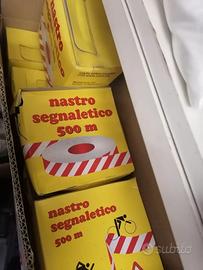 nastro
segnaletico
500 m
nastro
segnaletico
500 m
subito